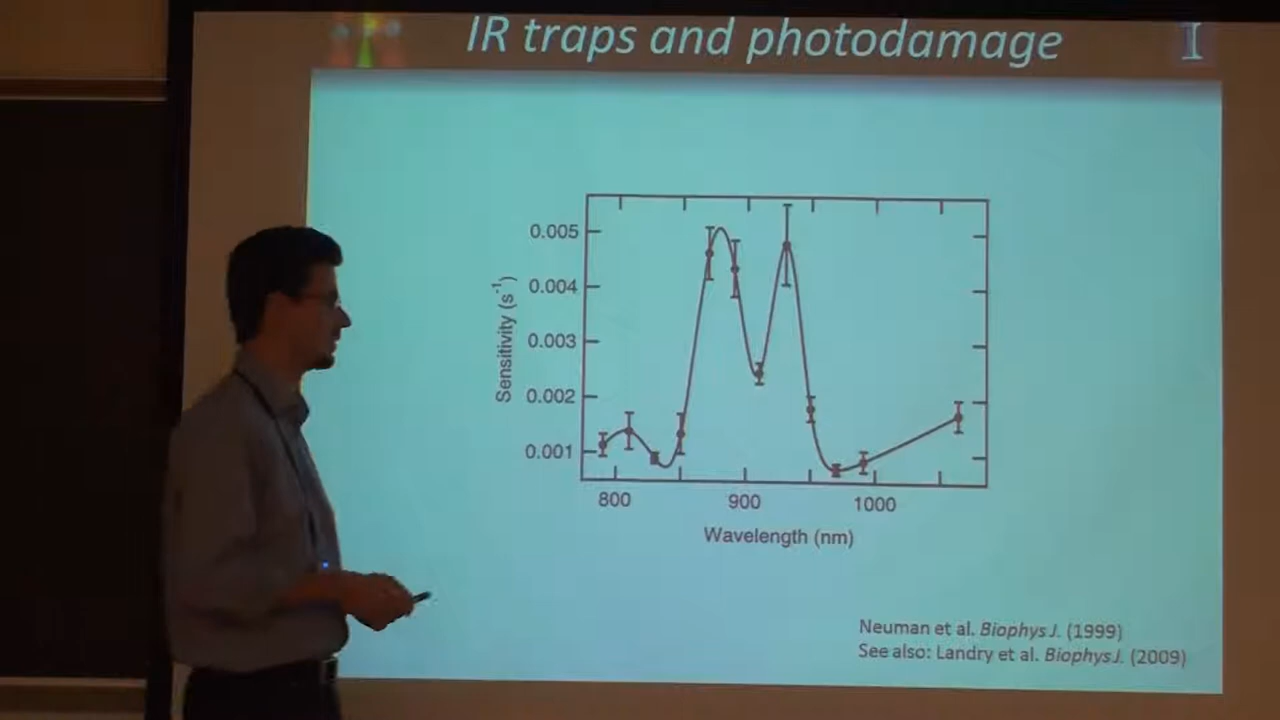 IR traps and photodamage
I
0.005
0.004
0.003
0.002
0.001
Sensitivity (s⁻¹)
800 900 1000
Wavelength (nm)
Neuman et al. Biophys J. (1999)
See also: Landry et al. Biophys J. (2009)